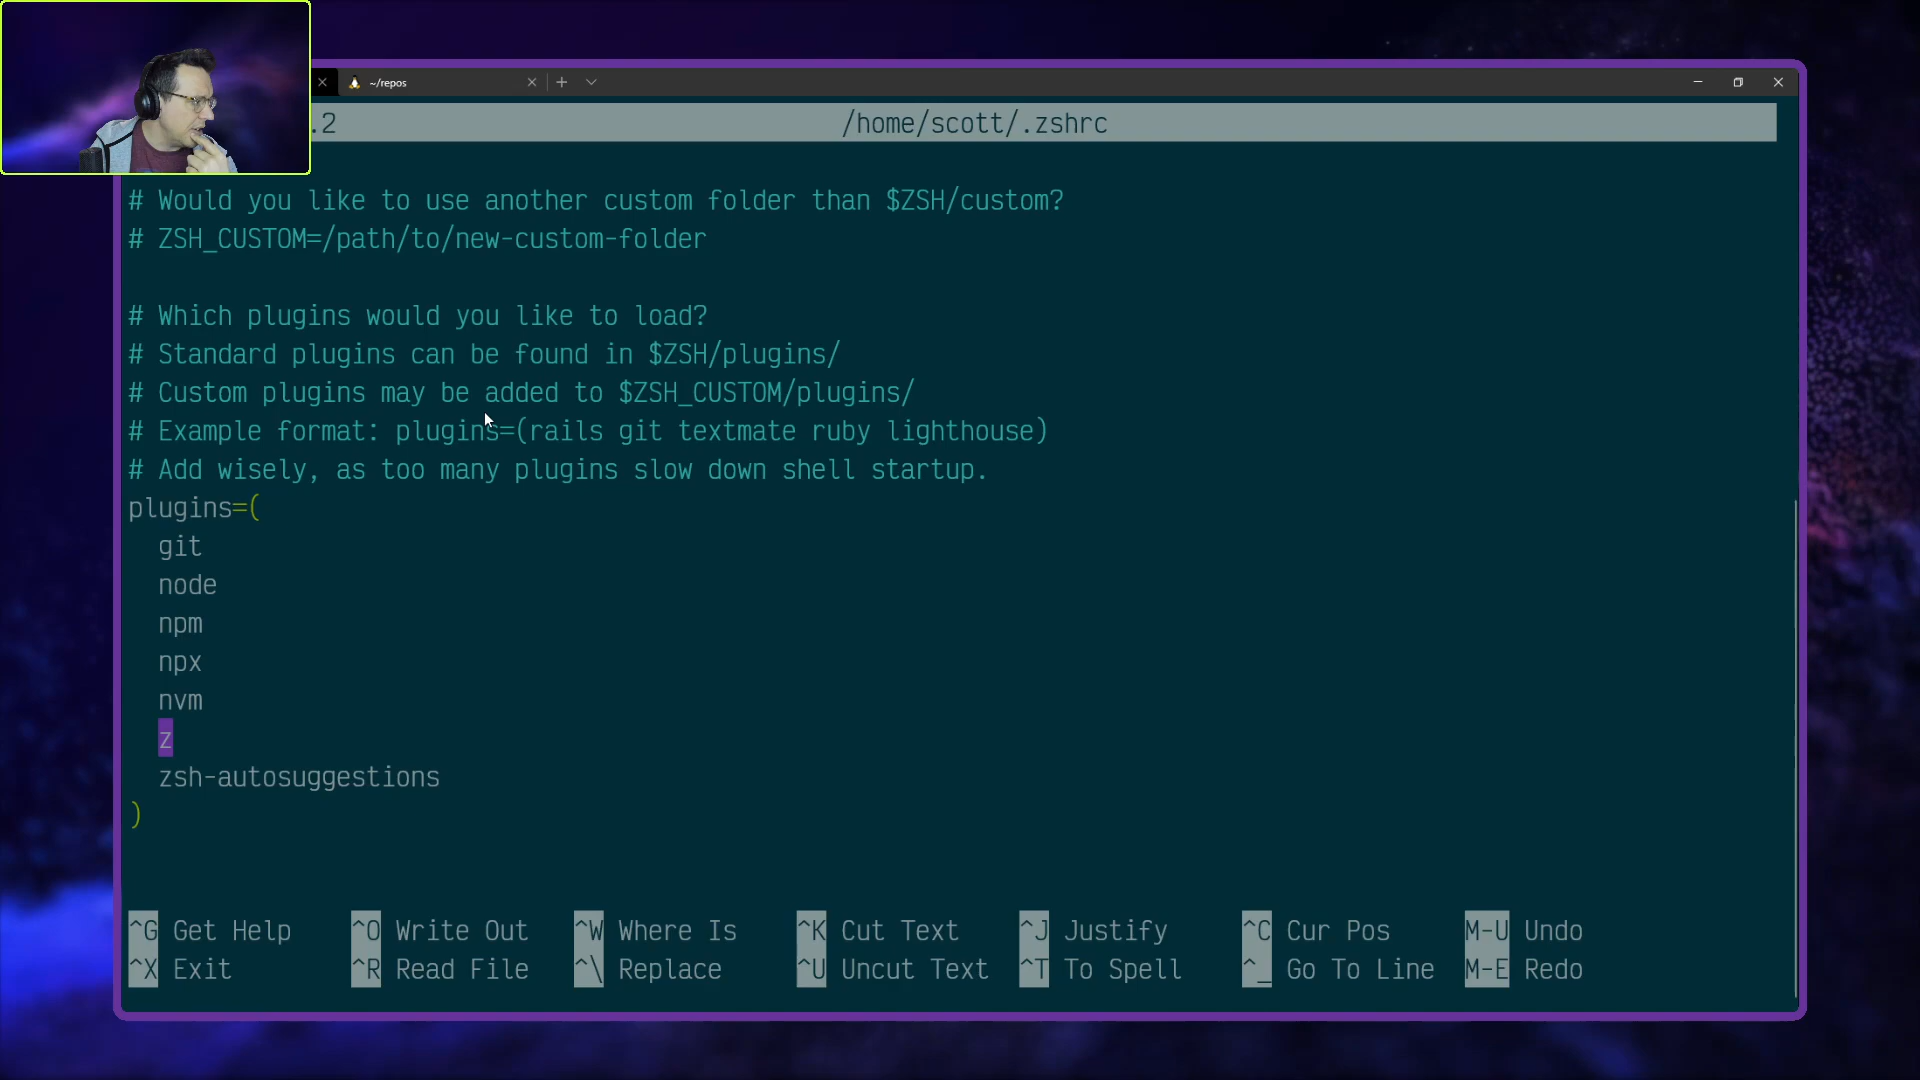 ~/repos
.2 /home/scott/.zshrc
# Would you like to use another custom folder than $ZSH/custom?
# ZSH_CUSTOM=/path/to/new-custom-folder
# Which plugins would you like to load?
# Standard plugins can be found in $ZSH/plugins/
# Custom plugins may be added to $ZSH_CUSTOM/plugins/
# Example format: plugins=(rails git textmate ruby lighthouse)
# Add wisely, as too many plugins slow down shell startup.
plugins=(
git
node
npm
npx
nvm
z
zsh-autosuggestions
)
^G Get Help ^O Write Out ^W Where Is ^K Cut Text ^J Justify ^C Cur Pos M-U Undo
^X Exit ^R Read File ^\ Replace ^U Uncut Text ^T To Spell ^_ Go To Line M-E Redo